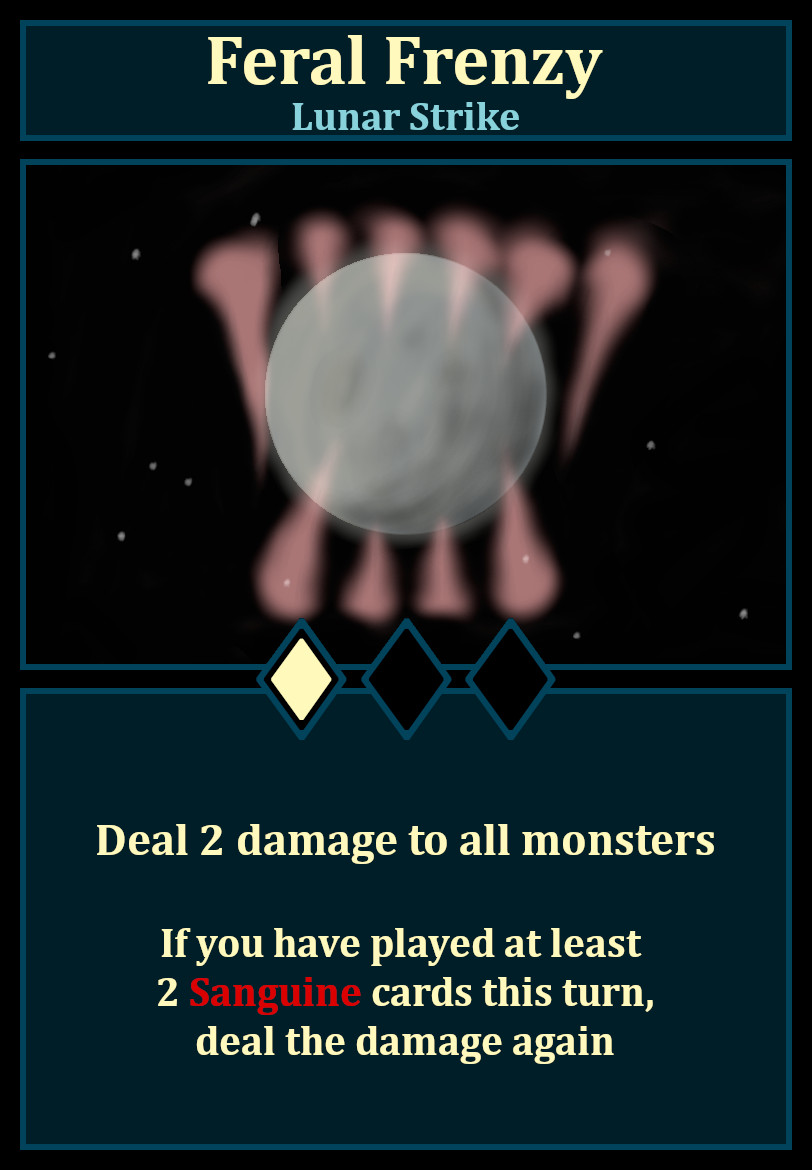 Feral Frenzy
Lunar Strike
Deal 2 damage to all monsters
If you have played at least
2 Sanguine cards this turn,
deal the damage again